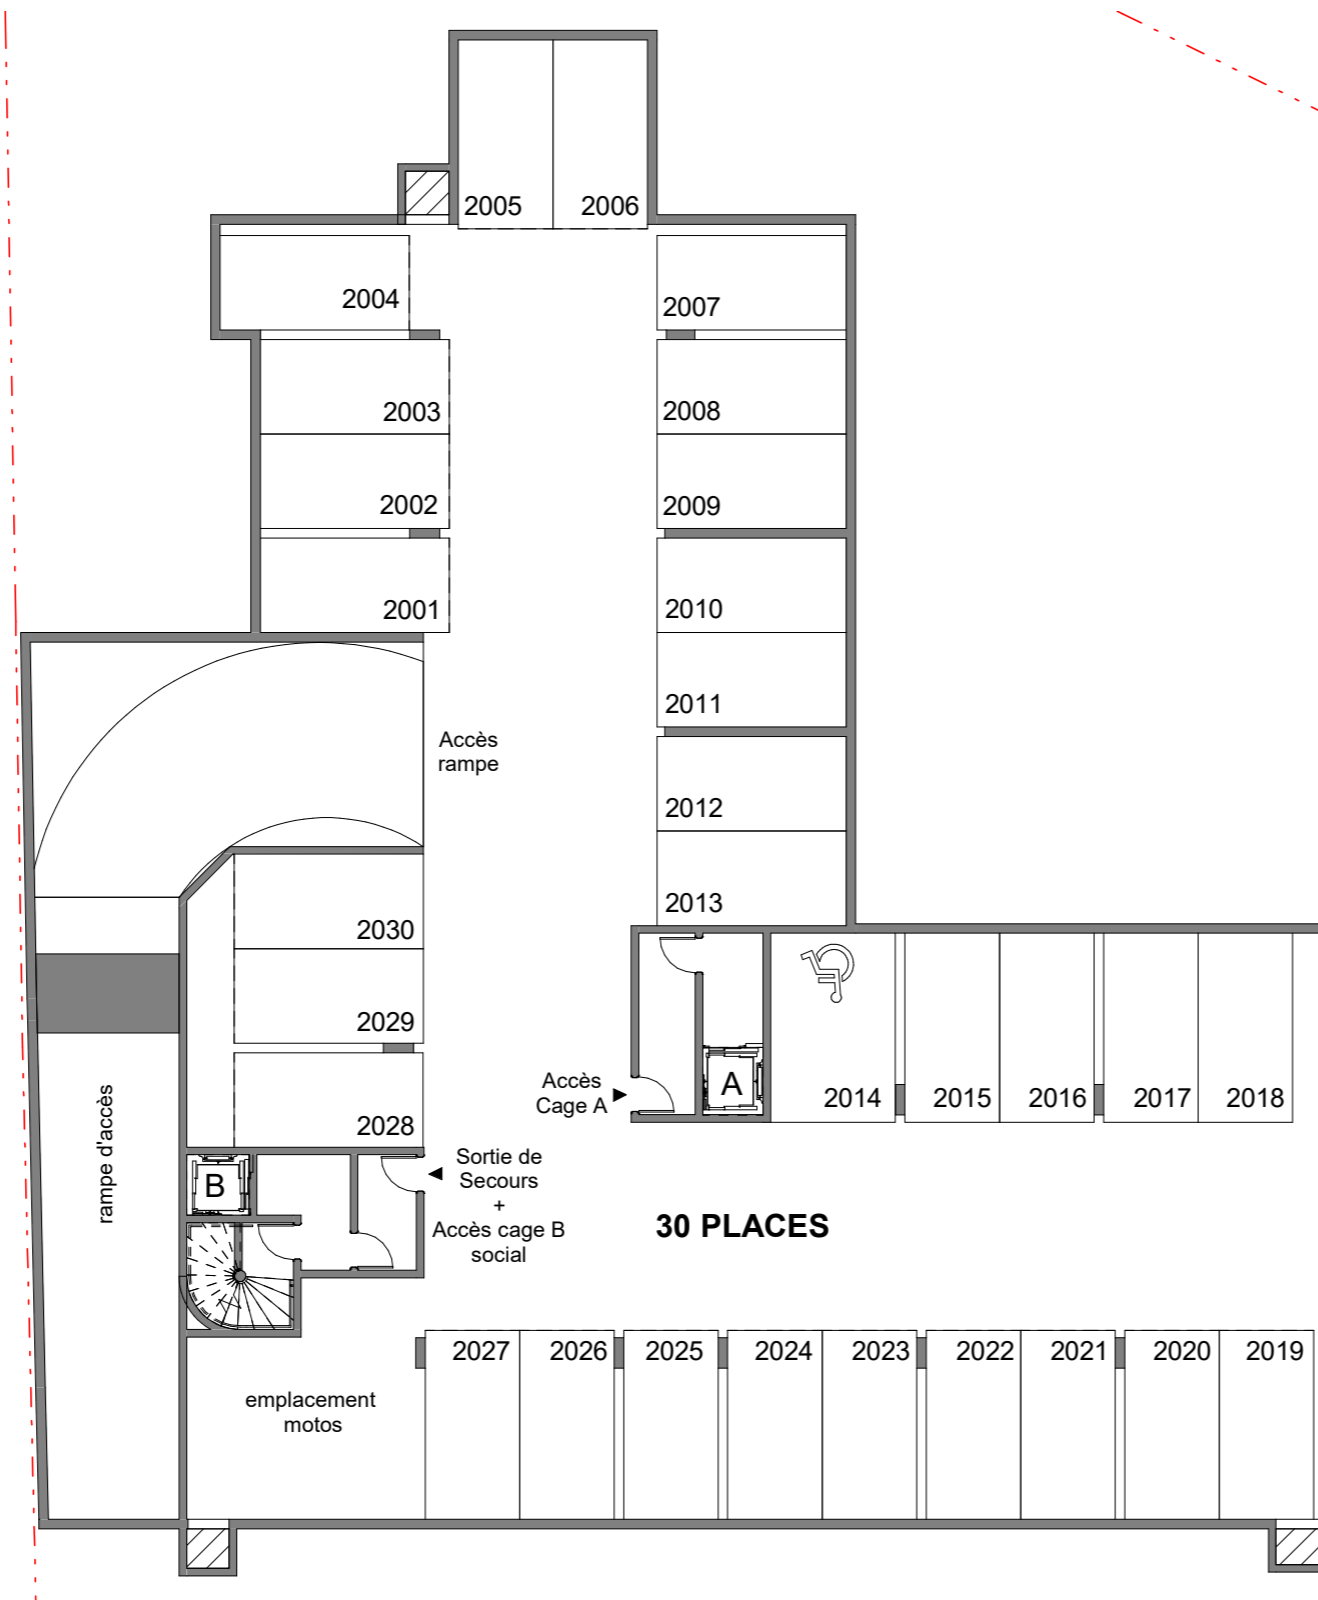 2005
2006
2004
2007
2003
2008
2002
2009
2001
2010
2011
Accès
rampe
2012
2013
2030
2029
2028
rampe d'accès
Accès
Cage A
A
2014
2015
2016
2017
2018
B
Sortie de
Secours
+
Accès cage B
social
30 PLACES
2027
2026
2025
2024
2023
2022
2021
2020
2019
emplacement
motos